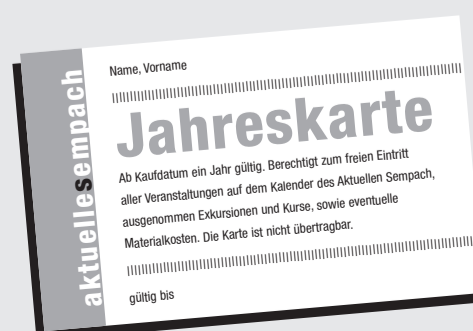 aktuellesempach
Name, Vorname
Jahreskarte
Ab Kaufdatum ein Jahr gültig. Berechtigt zum freien Eintritt
aller Veranstaltungen auf dem Kalender des Aktuellen Sempach,
ausgenommen Exkursionen und Kurse, sowie eventuelle
Materialkosten. Die Karte ist nicht übertragbar.
gültig bis